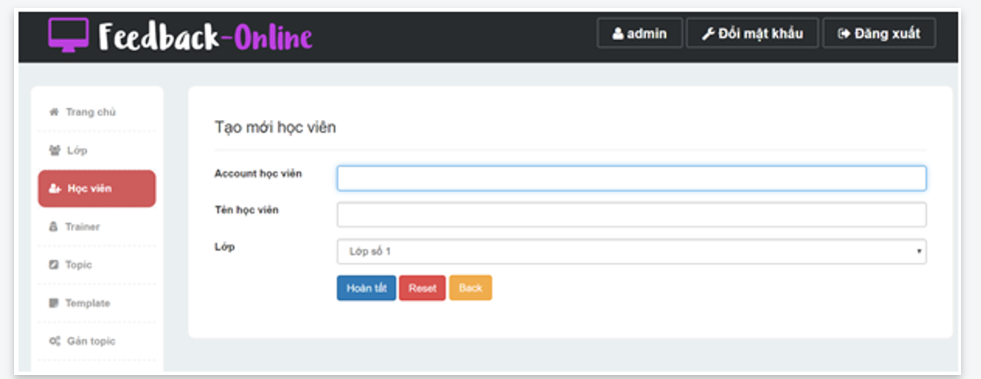 Feedback-Online
admin
Đổi mật khẩu
Đăng xuất
Trang chủ
Lớp
Học viên
Trainer
Topic
Template
Gán topic
Tạo mới học viên
Account học viên
Tên học viên
Lớp
Lớp số 1
Hoàn tất
Reset
Back